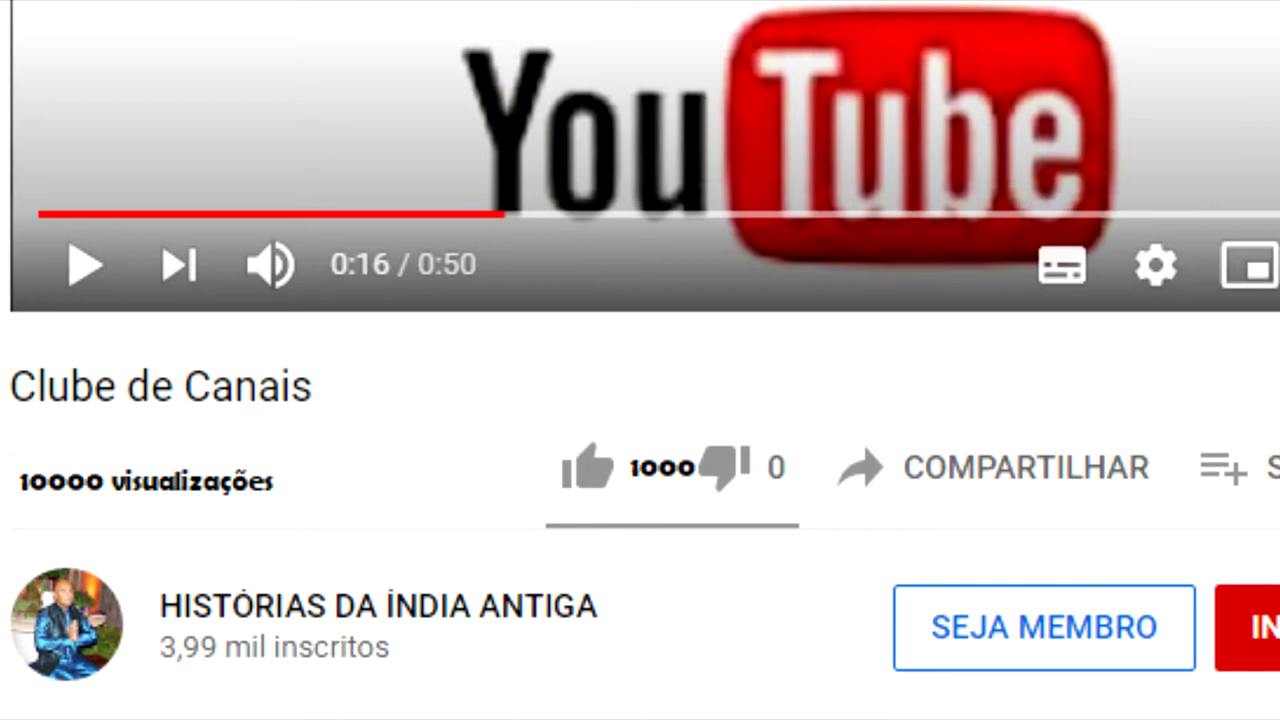 YouTube
0:16 / 0:50
Clube de Canais
10000 visualizações
1000 0 COMPARTILHAR
HISTÓRIAS DA ÍNDIA ANTIGA
3,99 mil inscritos
SEJA MEMBRO